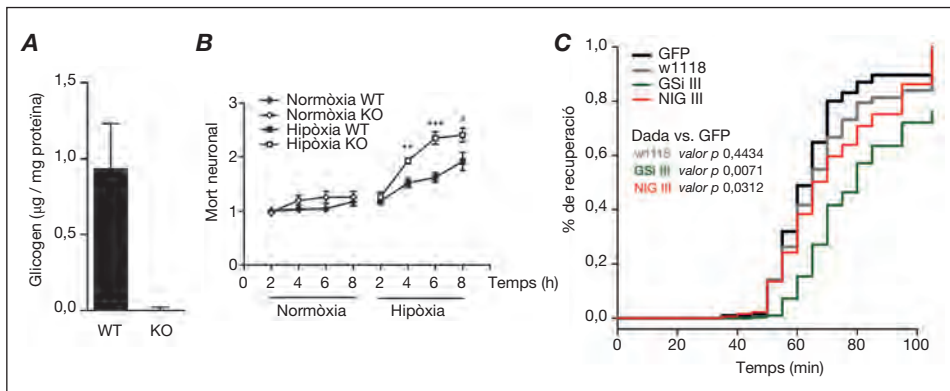 A
Glicogen (μg / mg proteïna)
1,5
1,0
0,5
0,0
WT
KO
B
Mort neuronal
3
2
1
0
Normòxia WT
Normòxia KO
Hipòxia WT
Hipòxia KO
**
***
0 2 4 6 8 0 2 4 6 8 Temps (h)
Normòxia
Hipòxia
C
% de recuperació
1,0
0,8
0,6
0,4
0,2
0,0
GFP
w1118
GSi III
NIG III
Dada vs. GFP
w1118 valor p 0,4434
GSi III valor p 0,0071
NIG III valor p 0,0312
0 40 60 80 100
Temps (min)